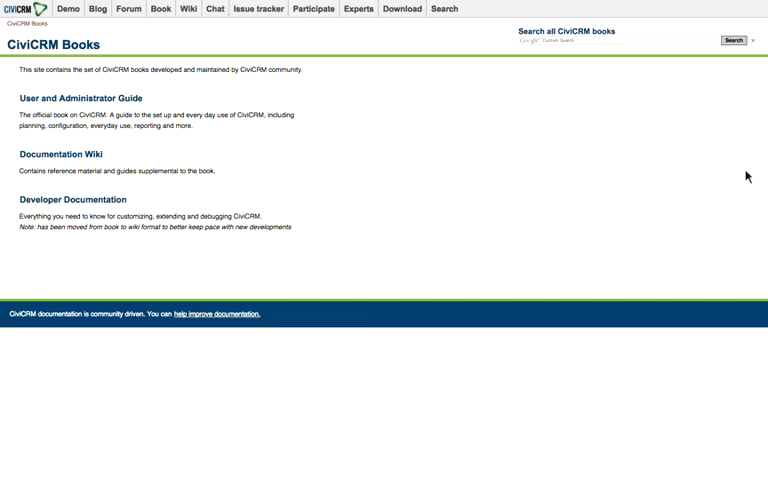 CIVICRM Demo Blog Forum Book Wiki Chat Issue tracker Participate Experts Download Search
CiviCRM Books
Search all CiviCRM books
CiviCRM Books
Google™ Custom Search Search ×
This site contains the set of CiviCRM books developed and maintained by CiviCRM community.
User and Administrator Guide
The official book on CiviCRM. A guide to the set up and every day use of CiviCRM, including
planning, configuration, everyday use, reporting and more.
Documentation Wiki
Contains reference material and guides supplemental to the book.
Developer Documentation
Everything you need to know for customizing, extending and debugging CiviCRM.
Note: has been moved from book to wiki format to better keep pace with new developments
CiviCRM documentation is community driven. You can help improve documentation.